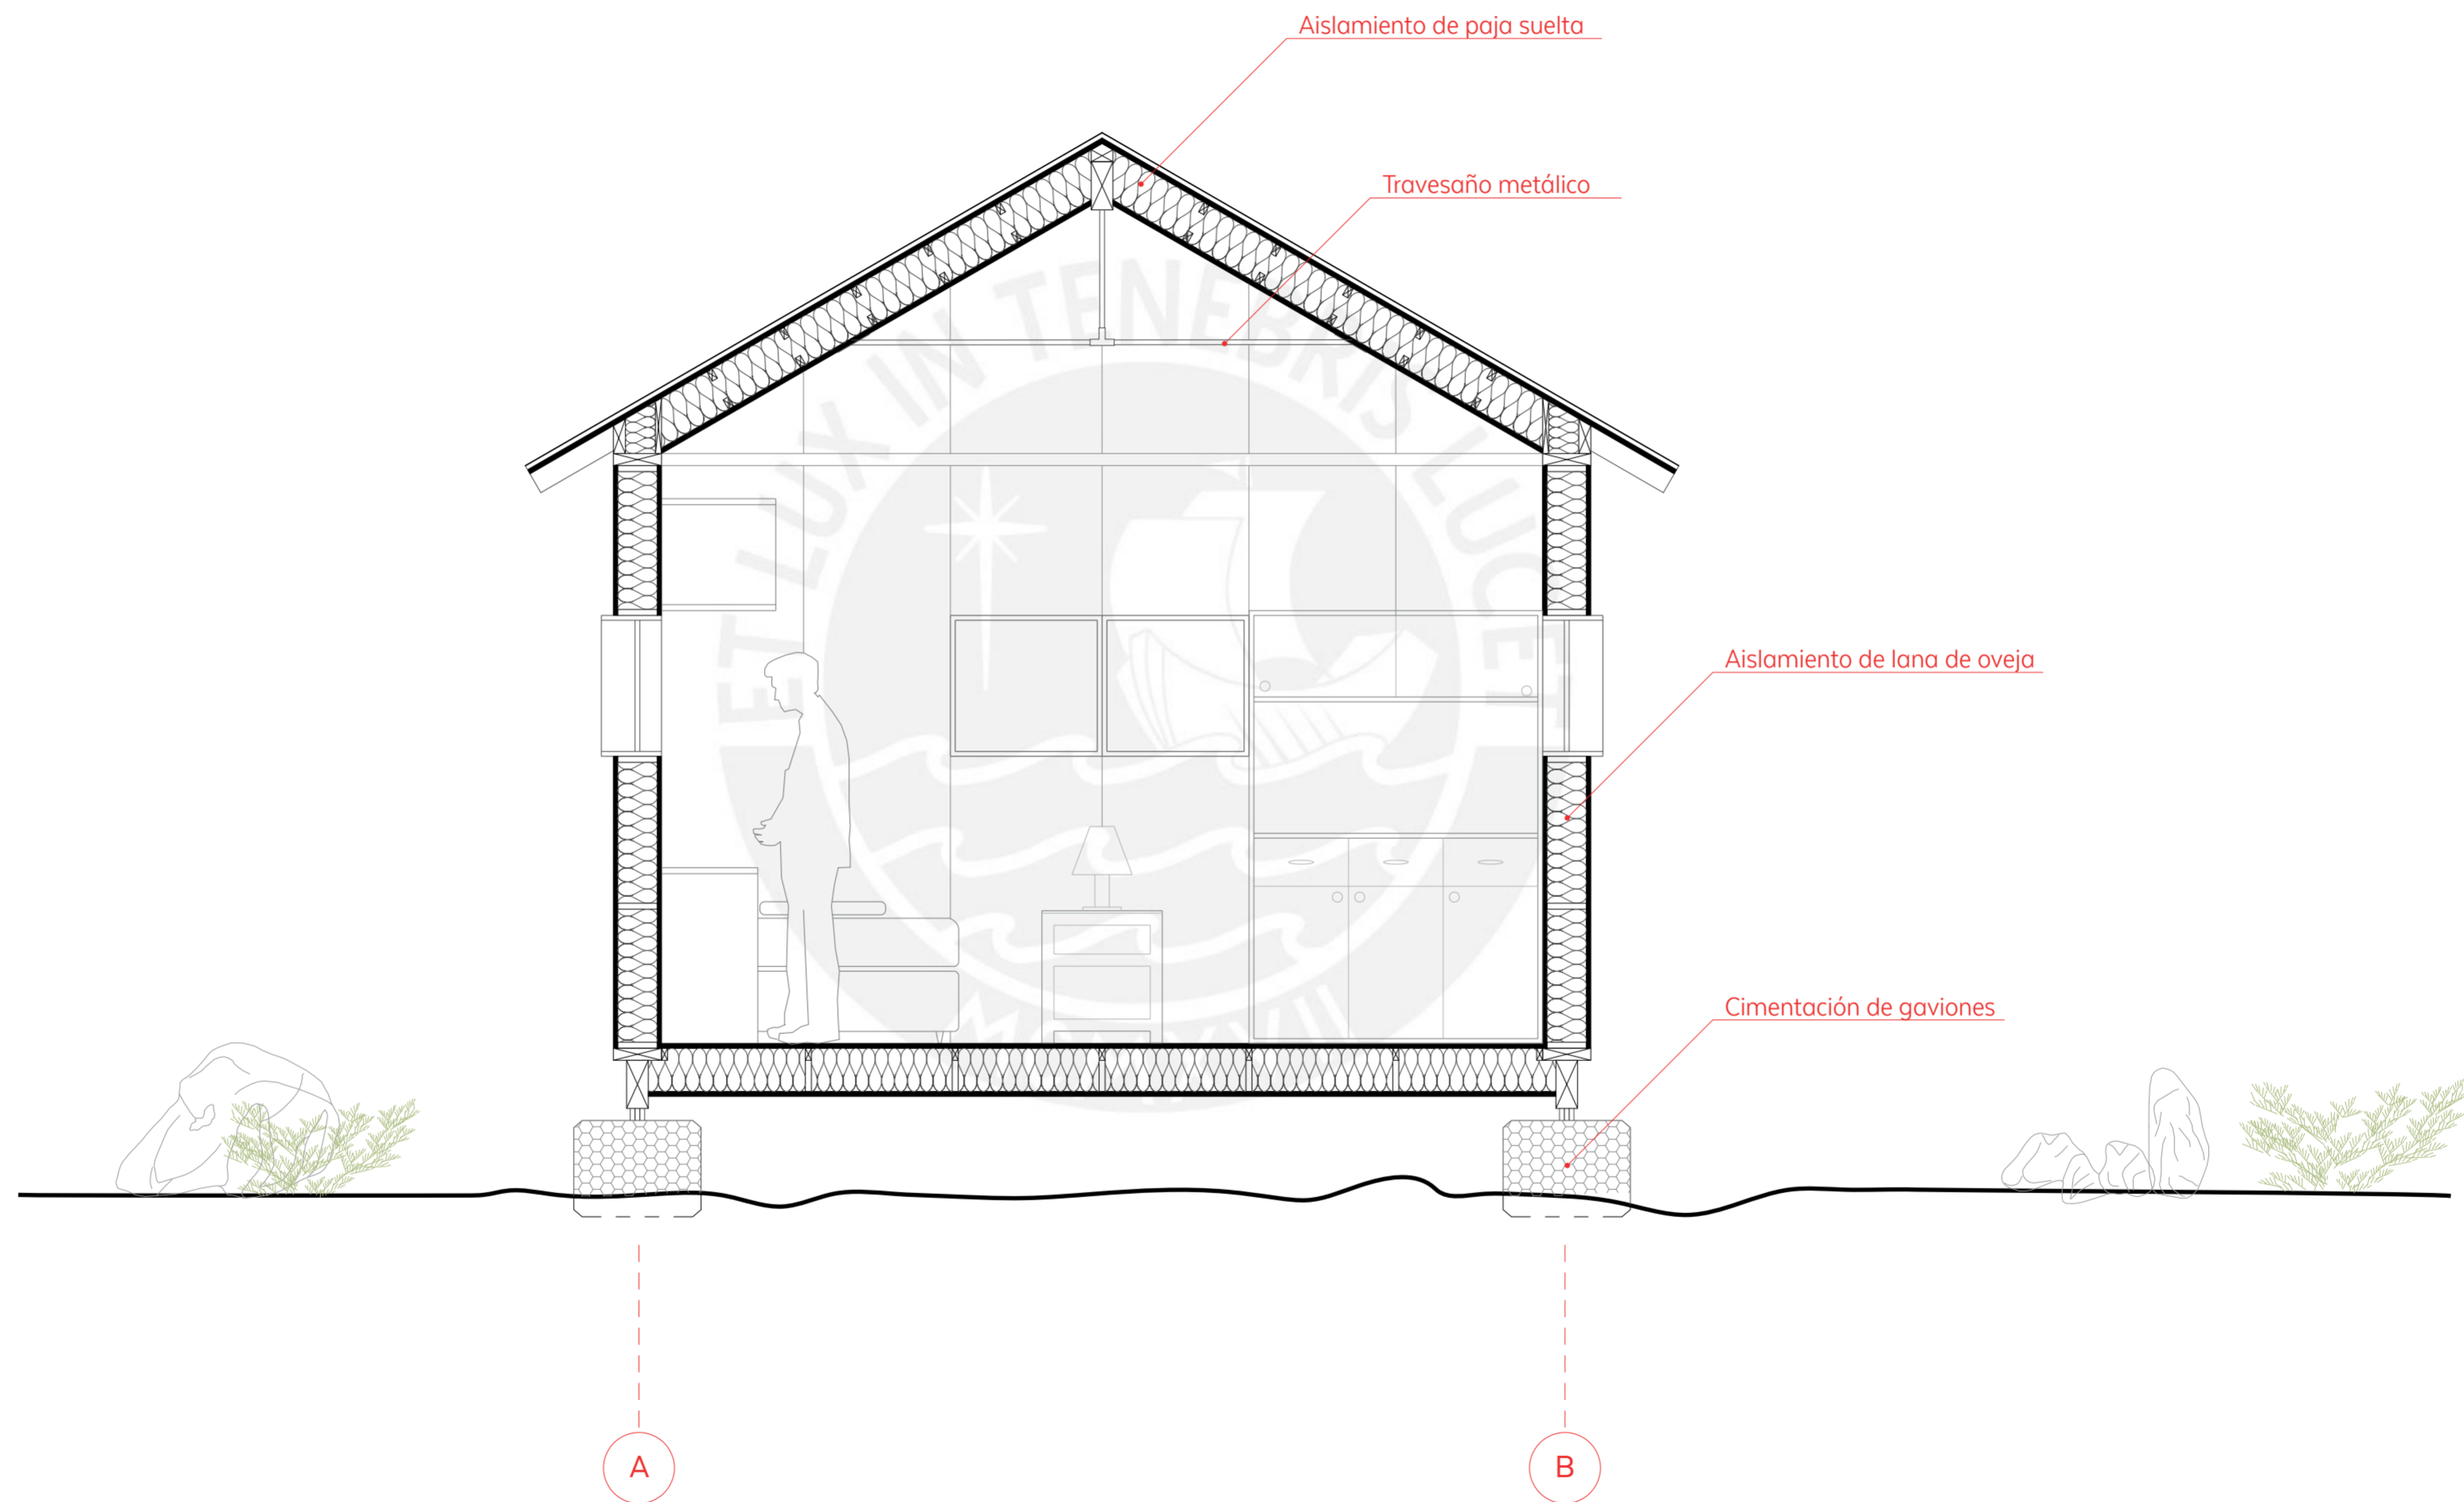 Aislamiento de paja suelta
Travesaño metálico
ET LUX IN TENEBRIS LUCET
Aislamiento de lana de oveja
Cimentación de gaviones
A
B